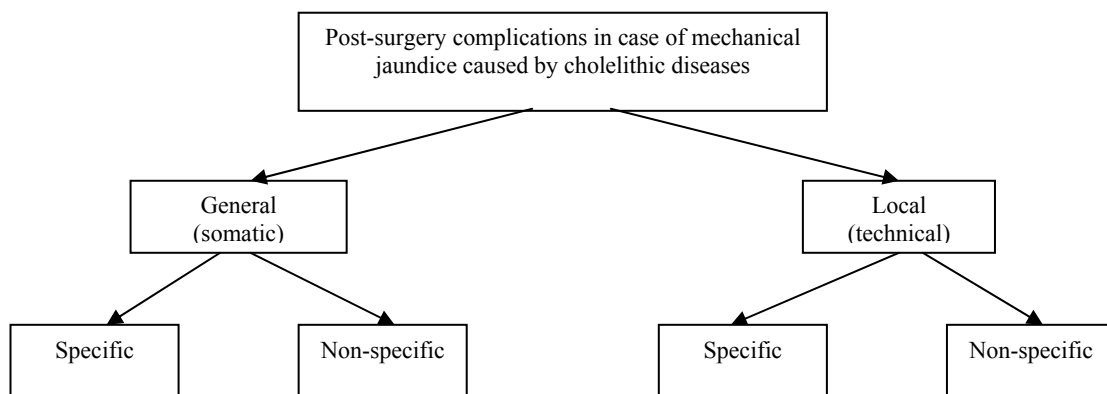 Post-surgery complications in case of mechanical
jaundice caused by cholelithic diseases
General
(somatic)
Local
(technical)
Specific
Non-specific
Specific
Non-specific